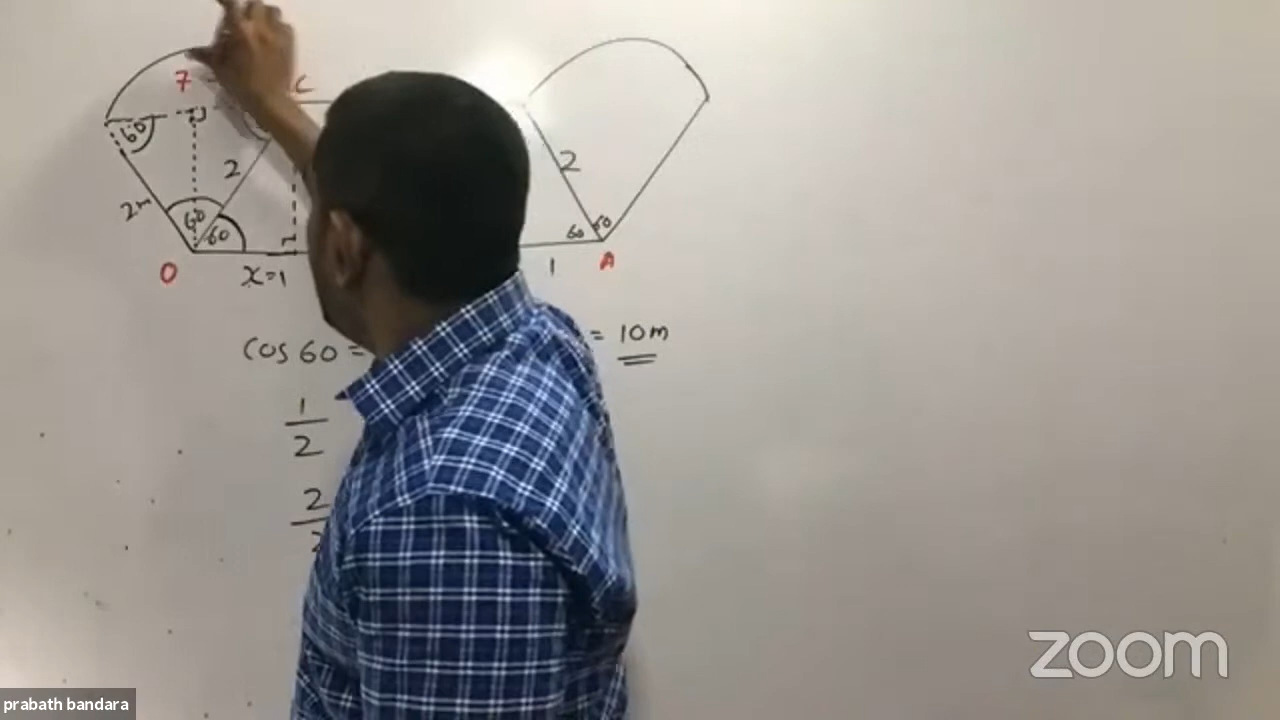 7 C
60
2 2
2m 60 60 60 60
O x=1 1 A
cos 60 = = 10m
1
2
2
zoom
prabath bandara